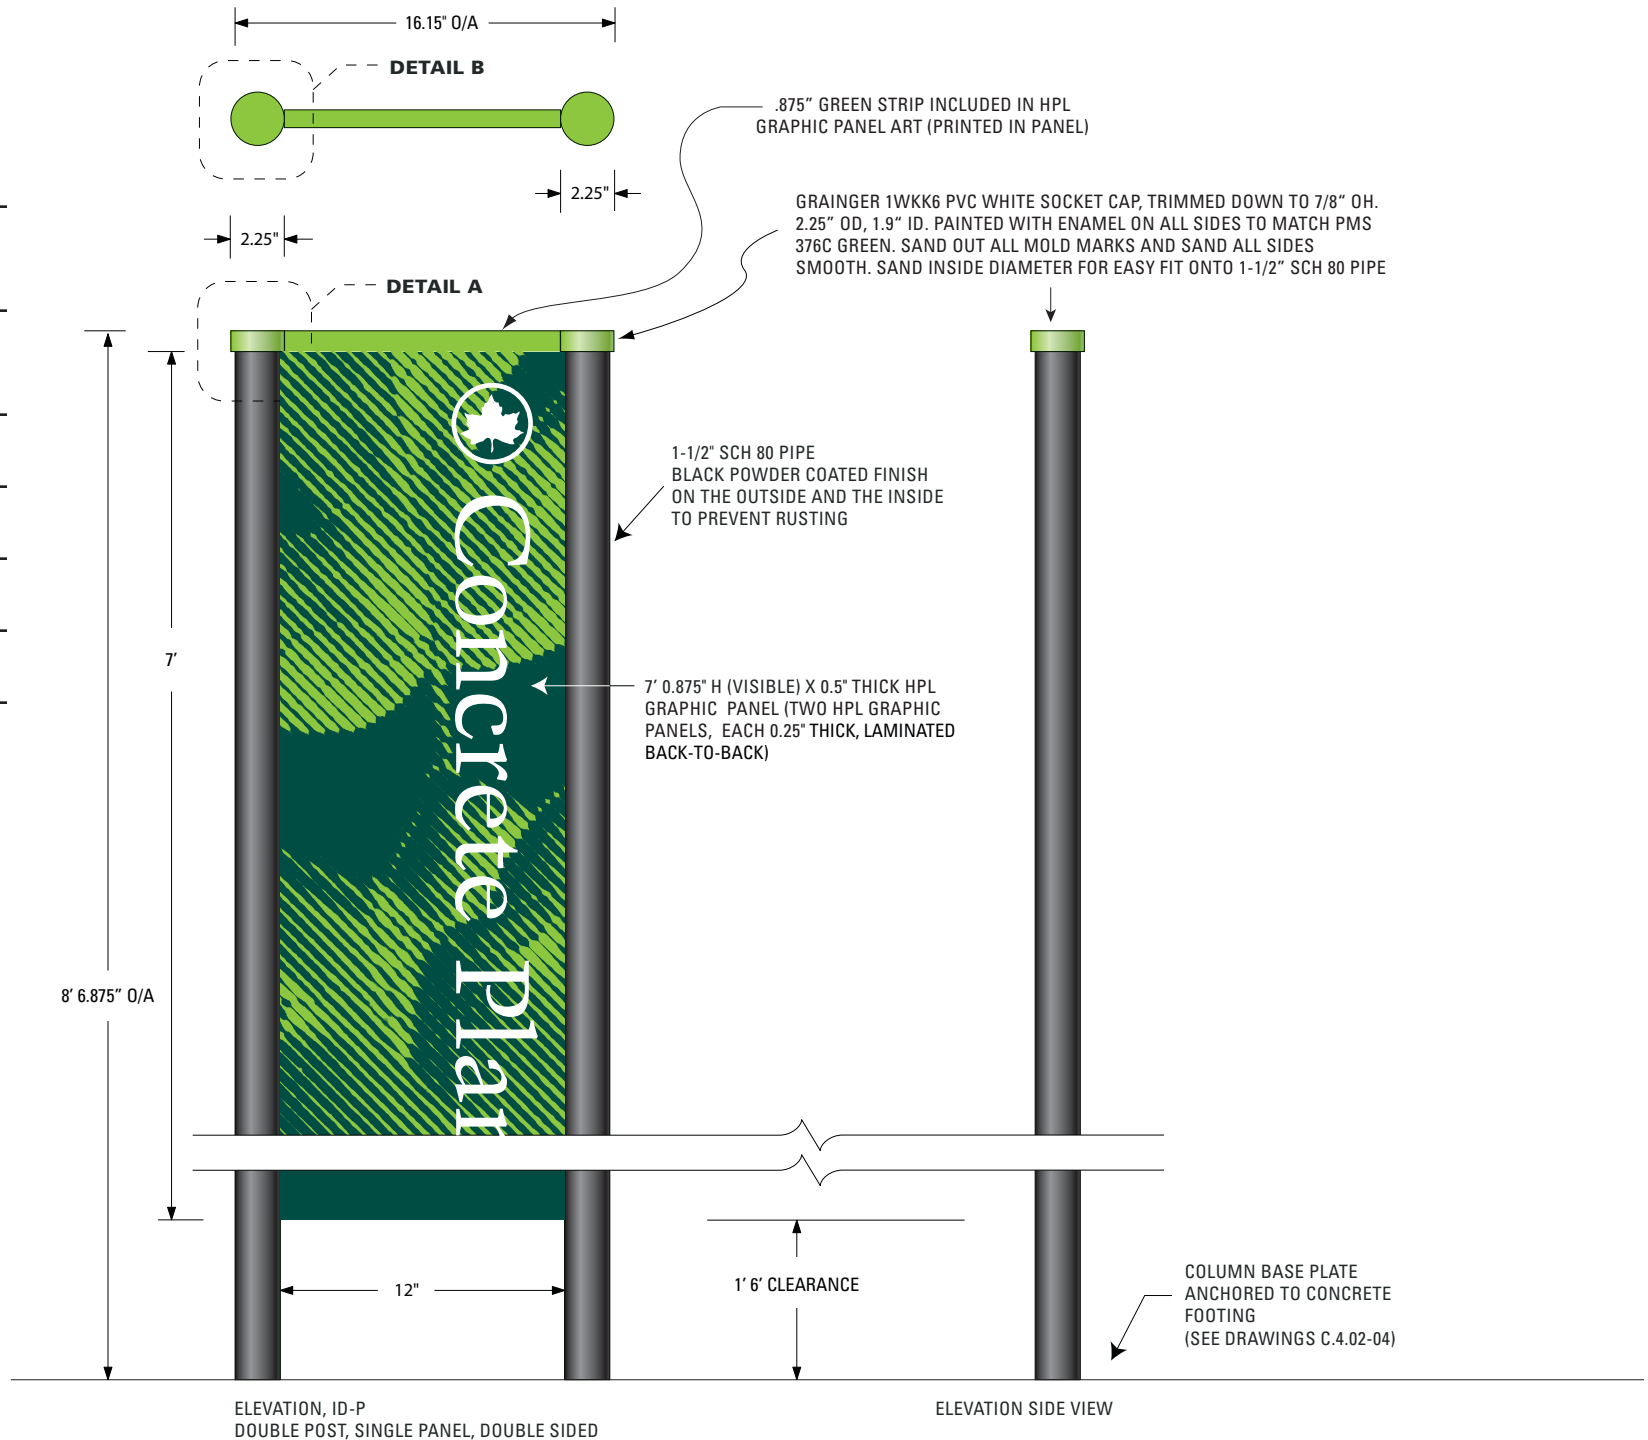 16.15" O/A
DETAIL B
.875” GREEN STRIP INCLUDED IN HPL
GRAPHIC PANEL ART (PRINTED IN PANEL)
2.25"
GRAINGER 1WKK6 PVC WHITE SOCKET CAP, TRIMMED DOWN TO 7/8” OH.
2.25” OD, 1.9“ ID. PAINTED WITH ENAMEL ON ALL SIDES TO MATCH PMS
376C GREEN. SAND OUT ALL MOLD MARKS AND SAND ALL SIDES
SMOOTH. SAND INSIDE DIAMETER FOR EASY FIT ONTO 1-1/2” SCH 80 PIPE
2.25"
DETAIL A
1-1/2" SCH 80 PIPE
BLACK POWDER COATED FINISH
ON THE OUTSIDE AND THE INSIDE
TO PREVENT RUSTING
Concrete Plan
7’
7’ 0.875" H (VISIBLE) X 0.5" THICK HPL
GRAPHIC PANEL (TWO HPL GRAPHIC
PANELS, EACH 0.25" THICK, LAMINATED
BACK-TO-BACK)
8’ 6.875” O/A
12"
1’ 6’ CLEARANCE
COLUMN BASE PLATE
ANCHORED TO CONCRETE
FOOTING
(SEE DRAWINGS C.4.02-04)
ELEVATION, ID-P
DOUBLE POST, SINGLE PANEL, DOUBLE SIDED
ELEVATION SIDE VIEW